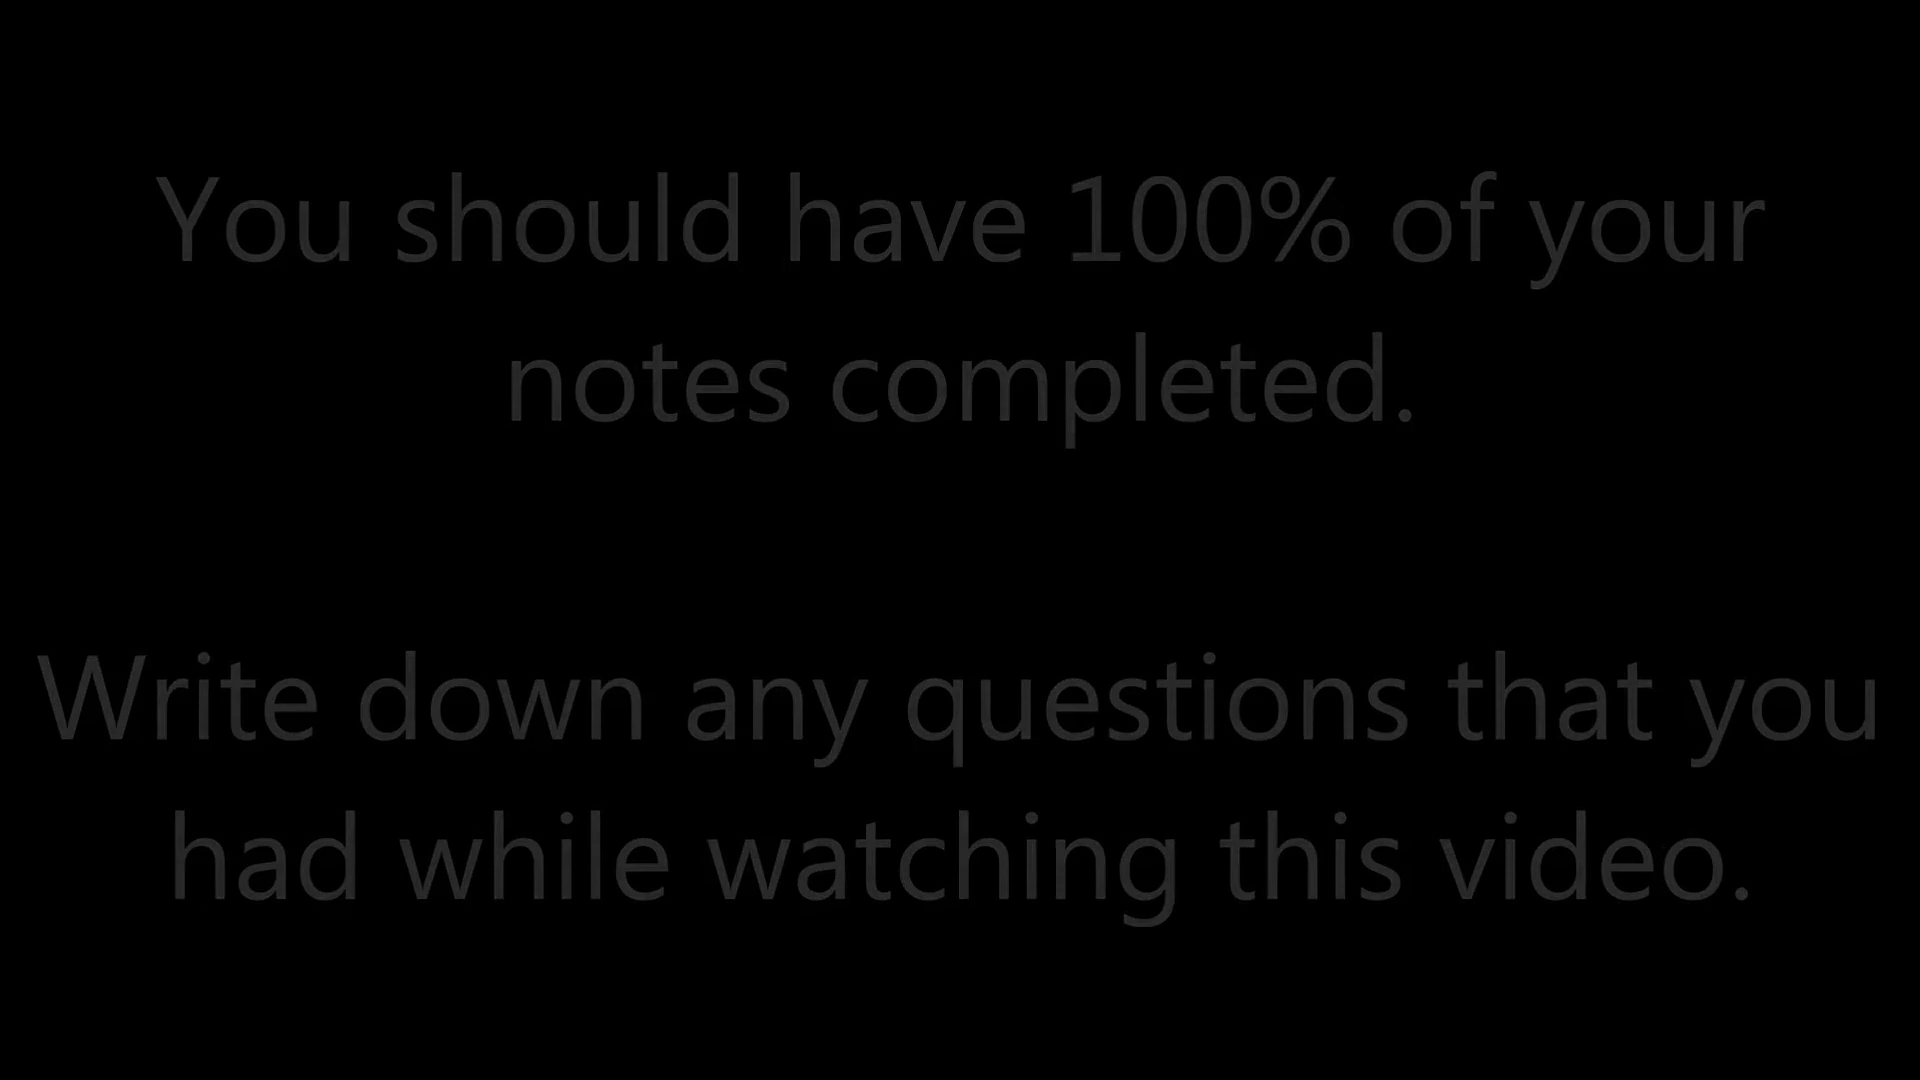 You should have 100% of your
notes completed.
Write down any questions that you
had while watching this video.